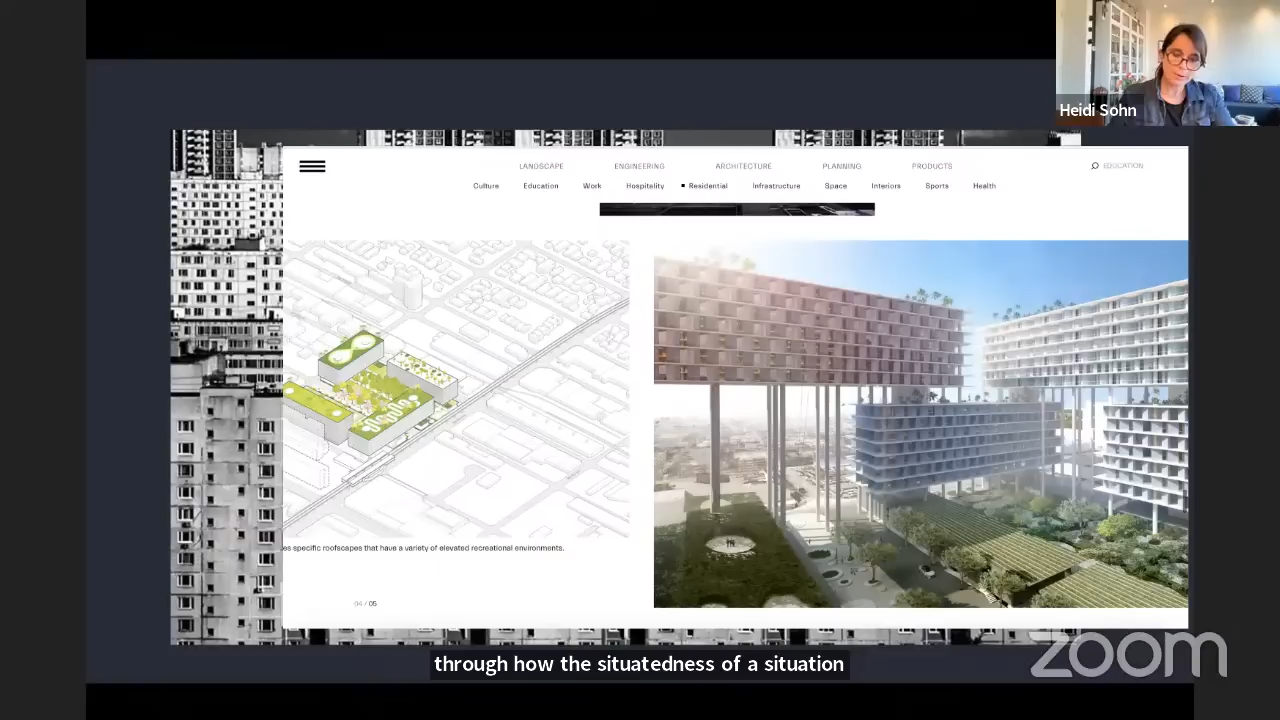 Heidi Sohn
LANDSCAPE ENGINEERING ARCHITECTURE PLANNING PRODUCTS
EDUCATION
Culture Education Work Hospitality Residential Infrastructure Space Interiors Sports Health
specific roofscapes that have a variety of elevated recreational environments.
04 / 05
zoom
through how the situatedness of a situation